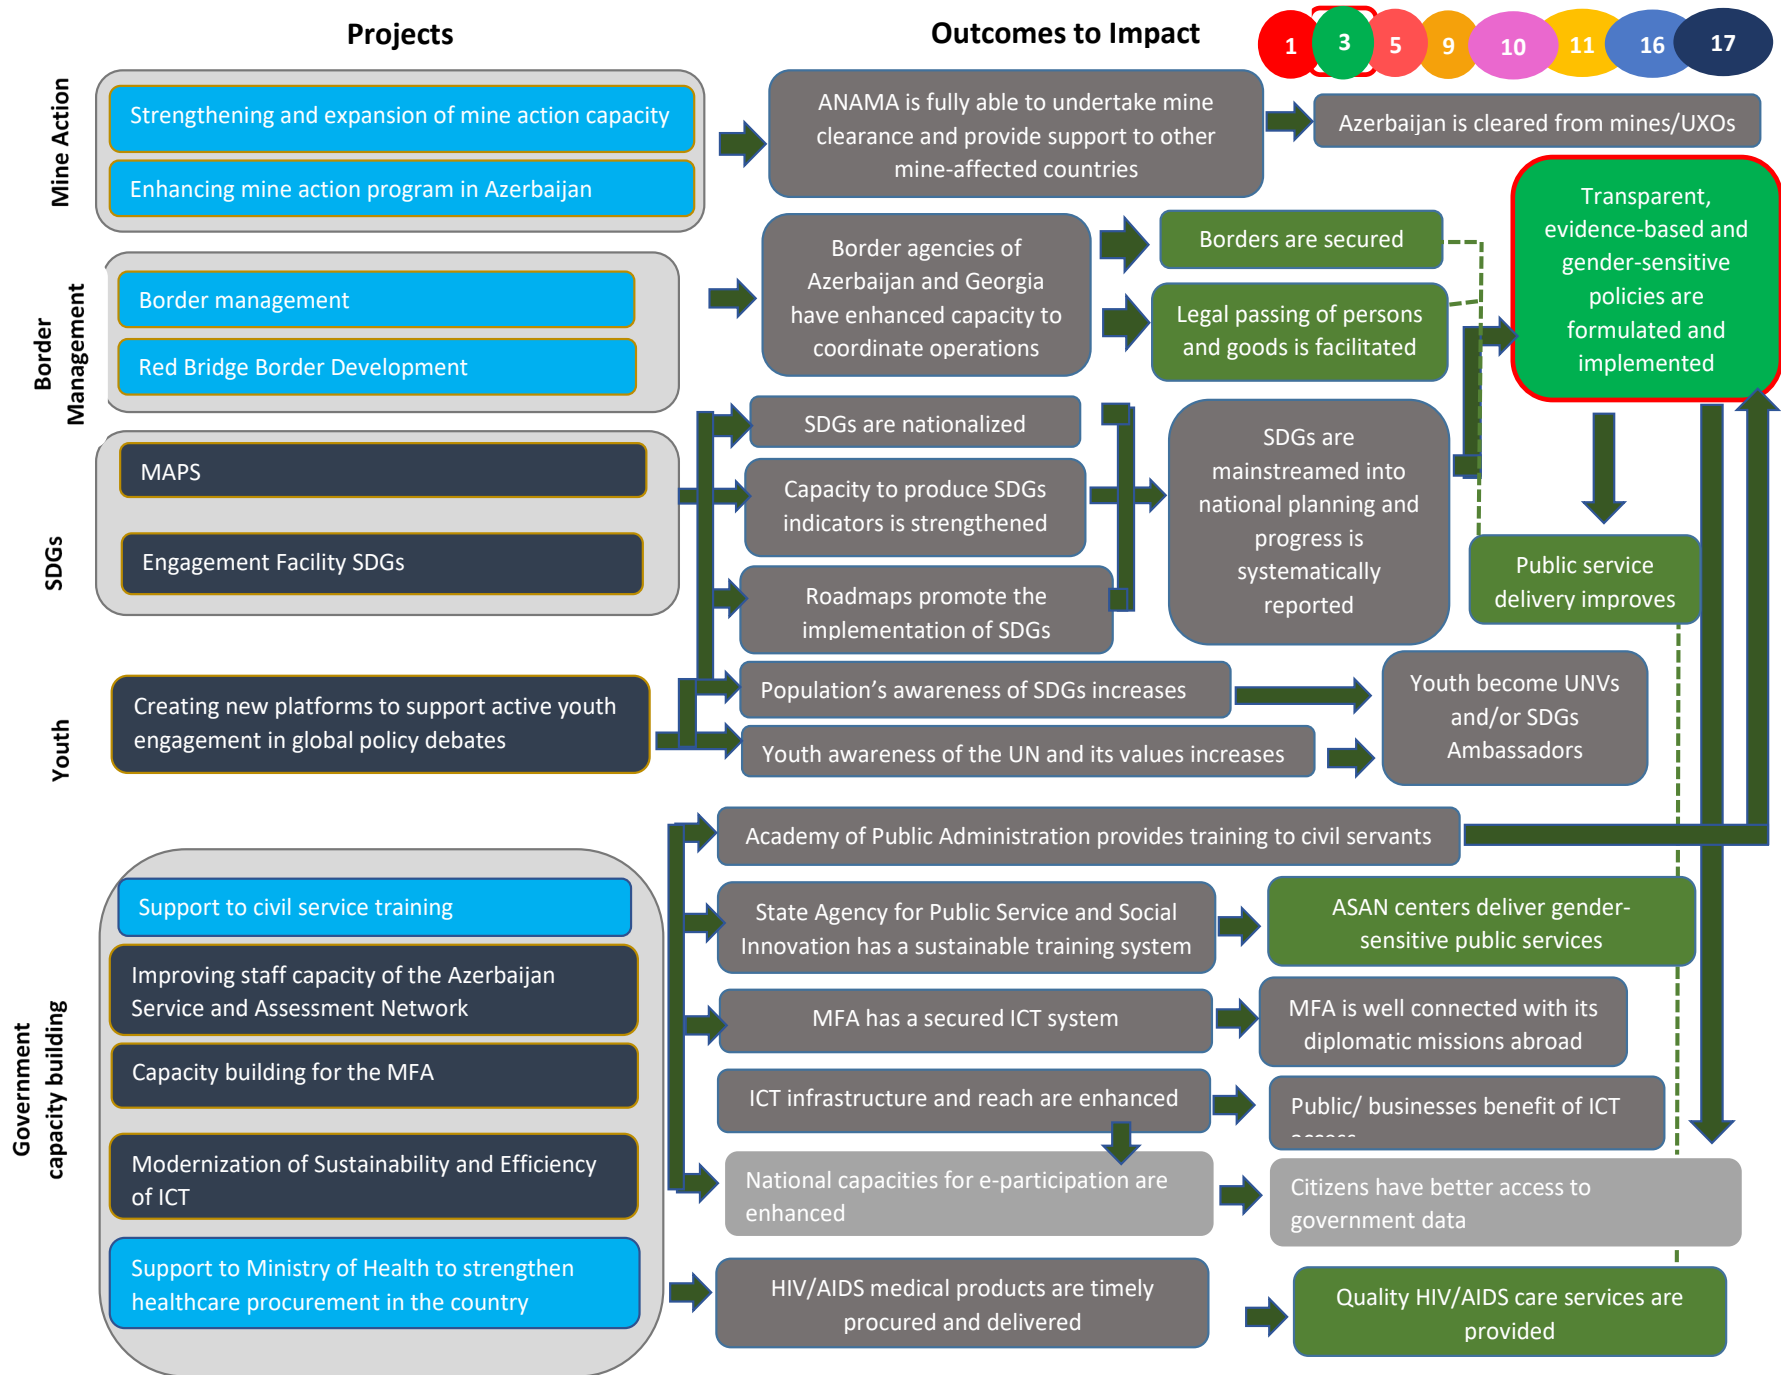 Projects
Outcomes to Impact
1
3
5
9
10
11
16
17
Mine Action
Strengthening and expansion of mine action capacity
Enhancing mine action program in Azerbaijan
ANAMA is fully able to undertake mine
clearance and provide support to other
mine-affected countries
Azerbaijan is cleared from mines/UXOs
Transparent,
evidence-based and
gender-sensitive
policies are
formulated and
implemented
Border
Management
Border management
Red Bridge Border Development
Border agencies of
Azerbaijan and Georgia
have enhanced capacity to
coordinate operations
Borders are secured
Legal passing of persons
and goods is facilitated
SDGs
MAPS
Engagement Facility SDGs
SDGs are nationalized
Capacity to produce SDGs
indicators is strengthened
Roadmaps promote the
implementation of SDGs
SDGs are
mainstreamed into
national planning and
progress is
systematically
reported
Public service
delivery improves
Youth
Creating new platforms to support active youth
engagement in global policy debates
Population’s awareness of SDGs increases
Youth awareness of the UN and its values increases
Youth become UNVs
and/or SDGs
Ambassadors
Government
capacity building
Support to civil service training
Improving staff capacity of the Azerbaijan
Service and Assessment Network
Capacity building for the MFA
Modernization of Sustainability and Efficiency
of ICT
Support to Ministry of Health to strengthen
healthcare procurement in the country
Academy of Public Administration provides training to civil servants
State Agency for Public Service and Social
Innovation has a sustainable training system
ASAN centers deliver gender-
sensitive public services
MFA has a secured ICT system
MFA is well connected with its
diplomatic missions abroad
ICT infrastructure and reach are enhanced
Public/ businesses benefit of ICT
National capacities for e-participation are
enhanced
Citizens have better access to
government data
HIV/AIDS medical products are timely
procured and delivered
Quality HIV/AIDS care services are
provided